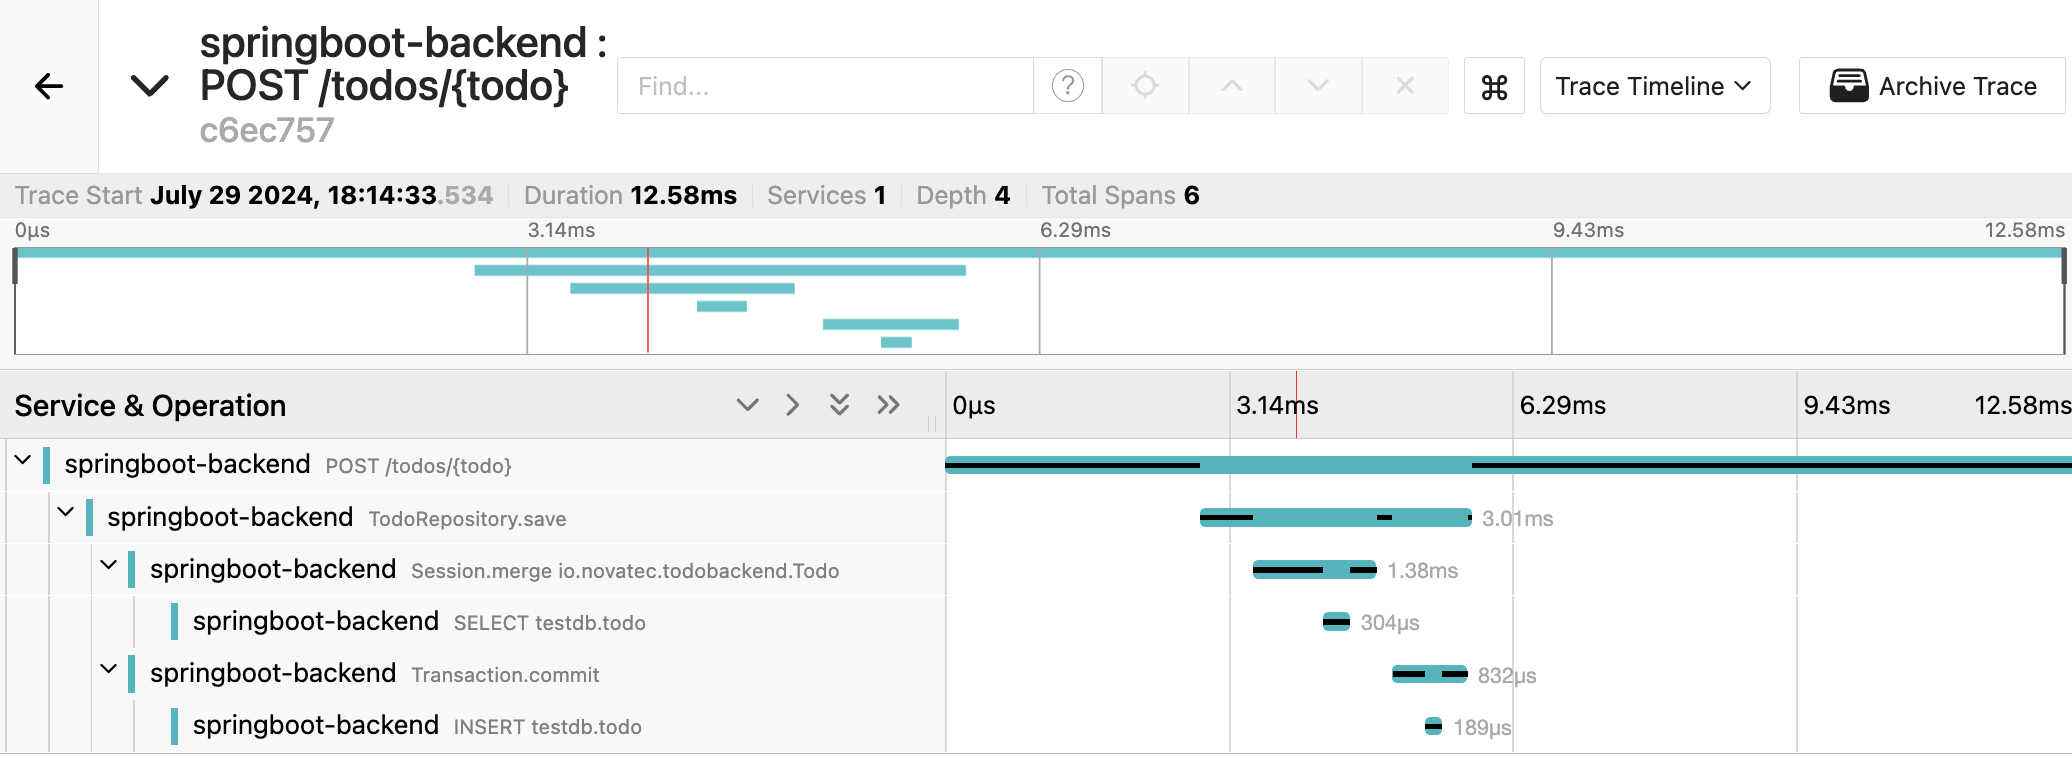 springboot-backend :
POST /todos/{todo}
c6ec757
Find...
?
⌘
Trace Timeline
Archive Trace
Trace Start July 29 2024, 18:14:33.534 Duration 12.58ms Services 1 Depth 4 Total Spans 6
0μs 3.14ms 6.29ms 9.43ms 12.58ms
Service & Operation 0μs 3.14ms 6.29ms 9.43ms 12.58ms
springboot-backend POST /todos/{todo}
springboot-backend TodoRepository.save 3.01ms
springboot-backend Session.merge io.novatec.todobackend.Todo 1.38ms
springboot-backend SELECT testdb.todo 304μs
springboot-backend Transaction.commit 832μs
springboot-backend INSERT testdb.todo 189μs